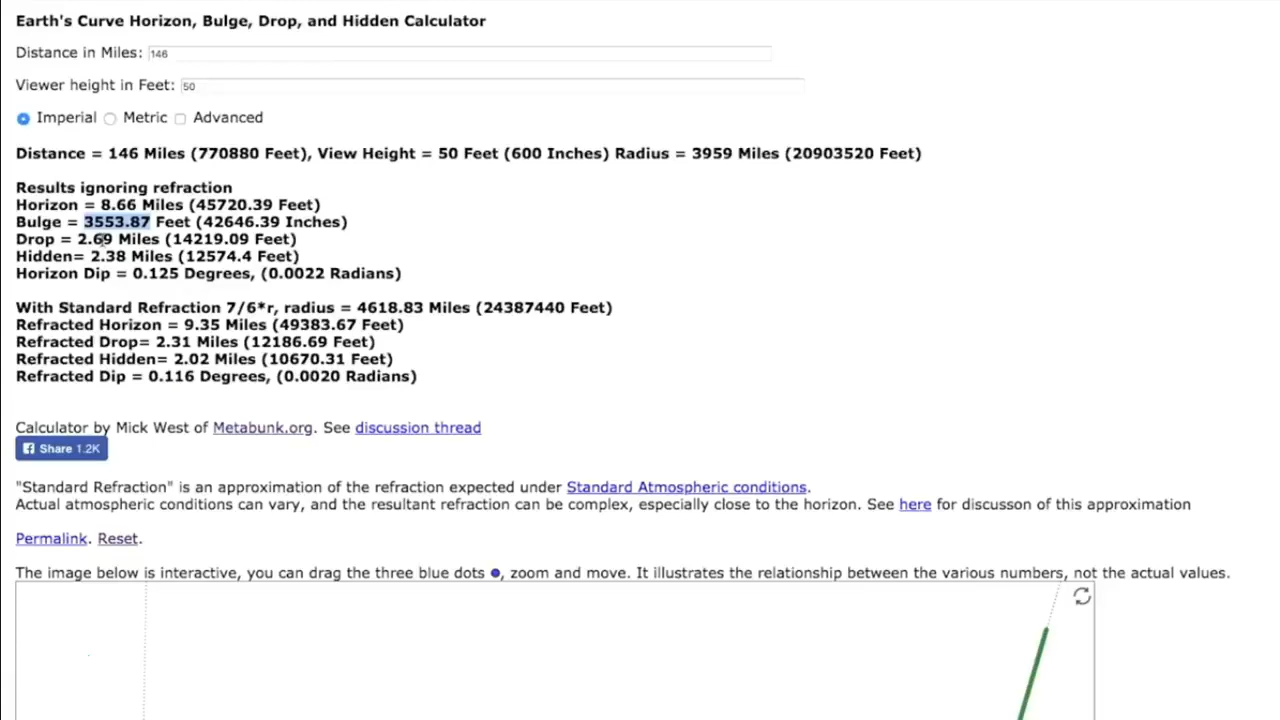 Earth's Curve Horizon, Bulge, Drop, and Hidden Calculator
Distance in Miles: 146
Viewer height in Feet: 50
Imperial Metric Advanced
Distance = 146 Miles (770880 Feet), View Height = 50 Feet (600 Inches) Radius = 3959 Miles (20903520 Feet)
Results ignoring refraction
Horizon = 8.66 Miles (45720.39 Feet)
Bulge = 3553.87 Feet (42646.39 Inches)
Drop = 2.69 Miles (14219.09 Feet)
Hidden= 2.38 Miles (12574.4 Feet)
Horizon Dip = 0.125 Degrees, (0.0022 Radians)
With Standard Refraction 7/6*r, radius = 4618.83 Miles (24387440 Feet)
Refracted Horizon = 9.35 Miles (49383.67 Feet)
Refracted Drop= 2.31 Miles (12186.69 Feet)
Refracted Hidden= 2.02 Miles (10670.31 Feet)
Refracted Dip = 0.116 Degrees, (0.0020 Radians)
Calculator by Mick West of Metabunk.org. See discussion thread
Share 1.2K
"Standard Refraction" is an approximation of the refraction expected under Standard Atmospheric conditions.
Actual atmospheric conditions can vary, and the resultant refraction can be complex, especially close to the horizon. See here for discusson of this approximation
Permalink. Reset.
The image below is interactive, you can drag the three blue dots , zoom and move. It illustrates the relationship between the various numbers, not the actual values.